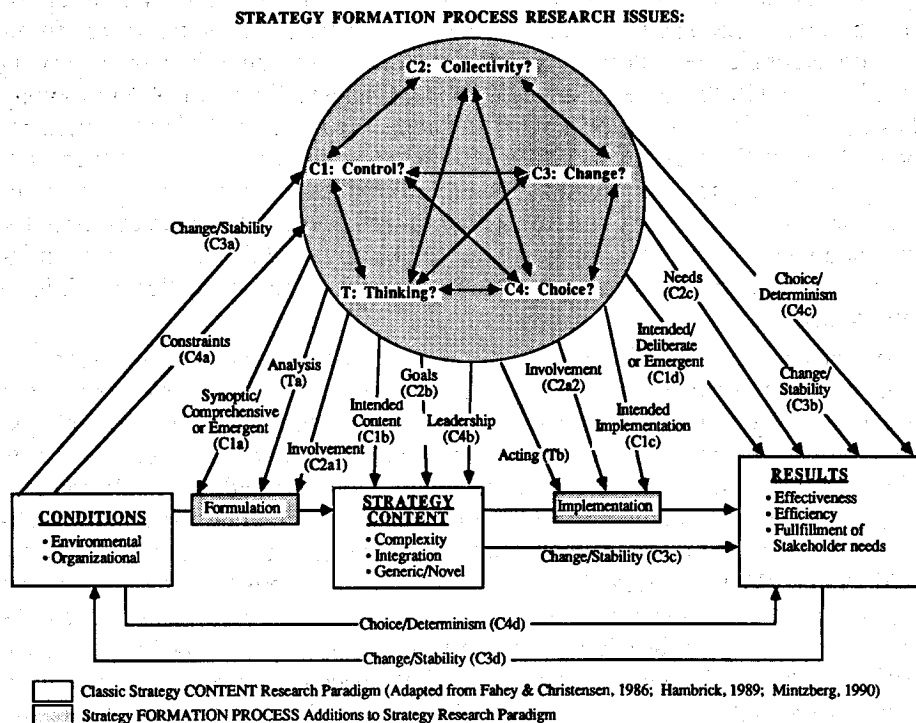 STRATEGY FORMATION PROCESS RESEARCH ISSUES:
C2: Collectivity?
C1: Control?
C3: Change?
T: Thinking?
C4: Choice?
Change/Stability
(C3a)
Constraints
(C4a)
Synoptic/
Comprehensive
or Emergent
(C1a)
Analysis
(Ta)
Involvement
(C2a1)
Intended
Content
(C1b)
Goals
(C2b)
Leadership
(C4b)
Acting (Tb)
Involvement
(C2a2)
Intended
Implementation
(C1c)
Intended/
Deliberate
or Emergent
(C1d)
Needs
(C2c)
Change/
Stability
(C3b)
Choice/
Determinism
(C4c)
CONDITIONS
• Environmental
• Organizational
Formulation
STRATEGY
CONTENT
• Complexity
• Integration
• Generic/Novel
Implementation
Change/Stability (C3c)
RESULTS
• Effectiveness
• Efficiency
• Fullfillment of
Stakeholder needs
Choice/Determinism (C4d)
Change/Stability (C3d)
Classic Strategy CONTENT Research Paradigm (Adapted from Fahey & Christensen, 1986; Hambrick, 1989; Mintzberg, 1990)
Strategy FORMATION PROCESS Additions to Strategy Research Paradigm